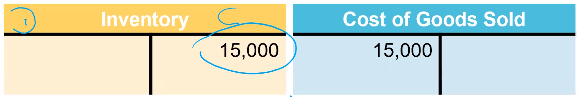 Inventory
Cost of Goods Sold
15,000
15,000